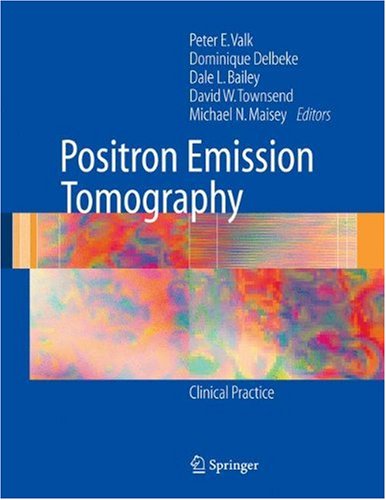 Peter E. Valk
Dominique Delbeke
Dale L. Bailey
David W. Townsend
Michael N. Maisey Editors
Positron Emission
Tomography
Clinical Practice
Springer